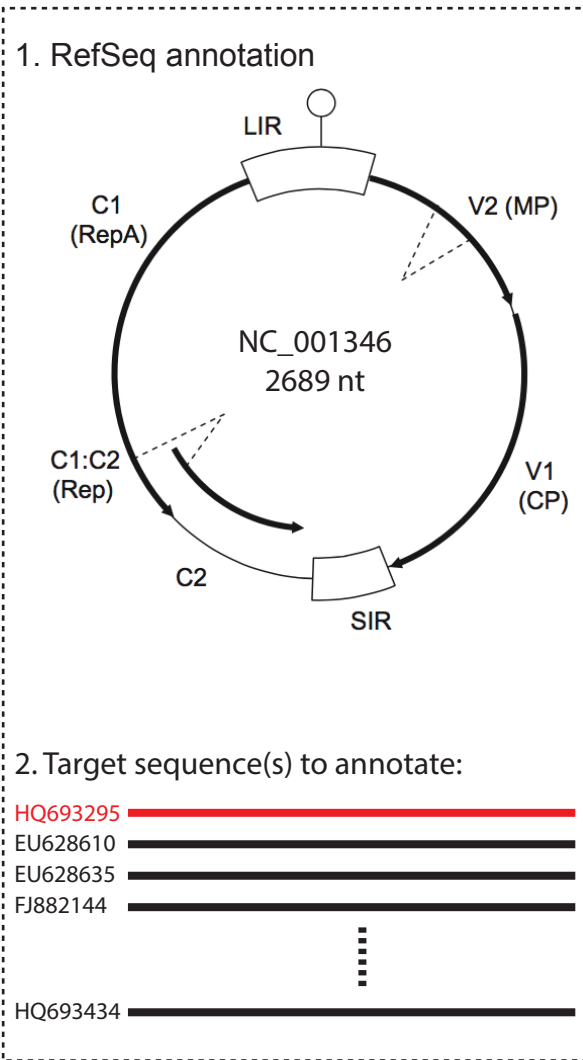 1. RefSeq annotation
LIR
C1
(RepA)
V2 (MP)
NC_001346
2689 nt
C1:C2
(Rep)
V1
(CP)
C2
SIR
2. Target sequence(s) to annotate:
HQ693295
EU628610
EU628635
FJ882144
HQ693434